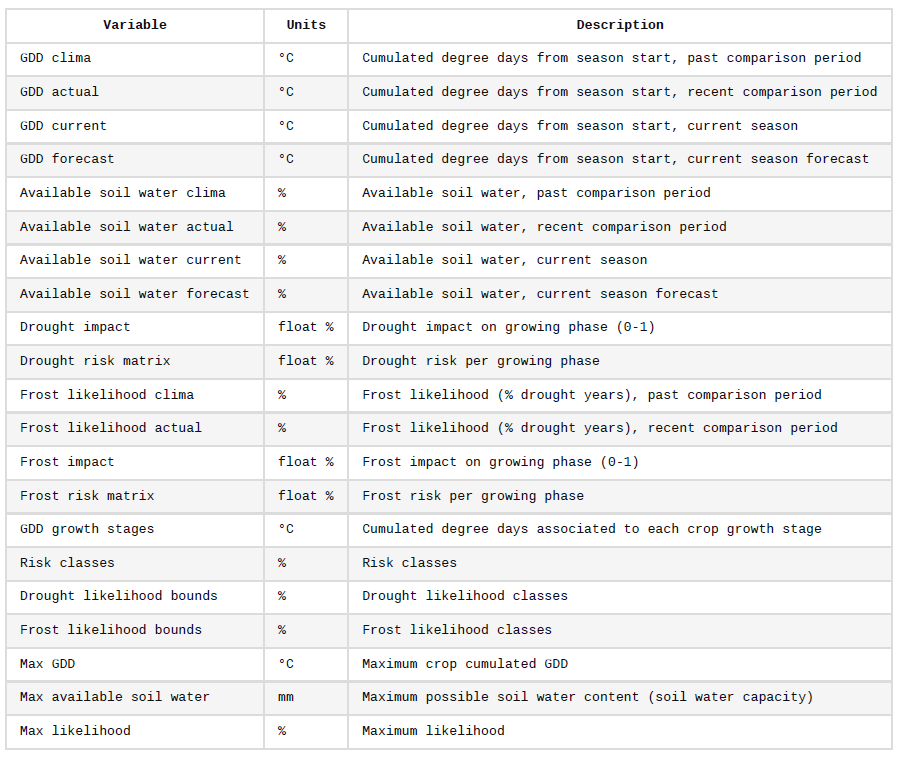 Variable Units Description
GDD clima °C Cumulated degree days from season start, past comparison period
GDD actual °C Cumulated degree days from season start, recent comparison period
GDD current °C Cumulated degree days from season start, current season
GDD forecast °C Cumulated degree days from season start, current season forecast
Available soil water clima % Available soil water, past comparison period
Available soil water actual % Available soil water, recent comparison period
Available soil water current % Available soil water, current season
Available soil water forecast % Available soil water, current season forecast
Drought impact float % Drought impact on growing phase (0-1)
Drought risk matrix float % Drought risk per growing phase
Frost likelihood clima % Frost likelihood (% drought years), past comparison period
Frost likelihood actual % Frost likelihood (% drought years), recent comparison period
Frost impact float % Frost impact on growing phase (0-1)
Frost risk matrix float % Frost risk per growing phase
GDD growth stages °C Cumulated degree days associated to each crop growth stage
Risk classes % Risk classes
Drought likelihood bounds % Drought likelihood classes
Frost likelihood bounds % Frost likelihood classes
Max GDD °C Maximum crop cumulated GDD
Max available soil water mm Maximum possible soil water content (soil water capacity)
Max likelihood % Maximum likelihood